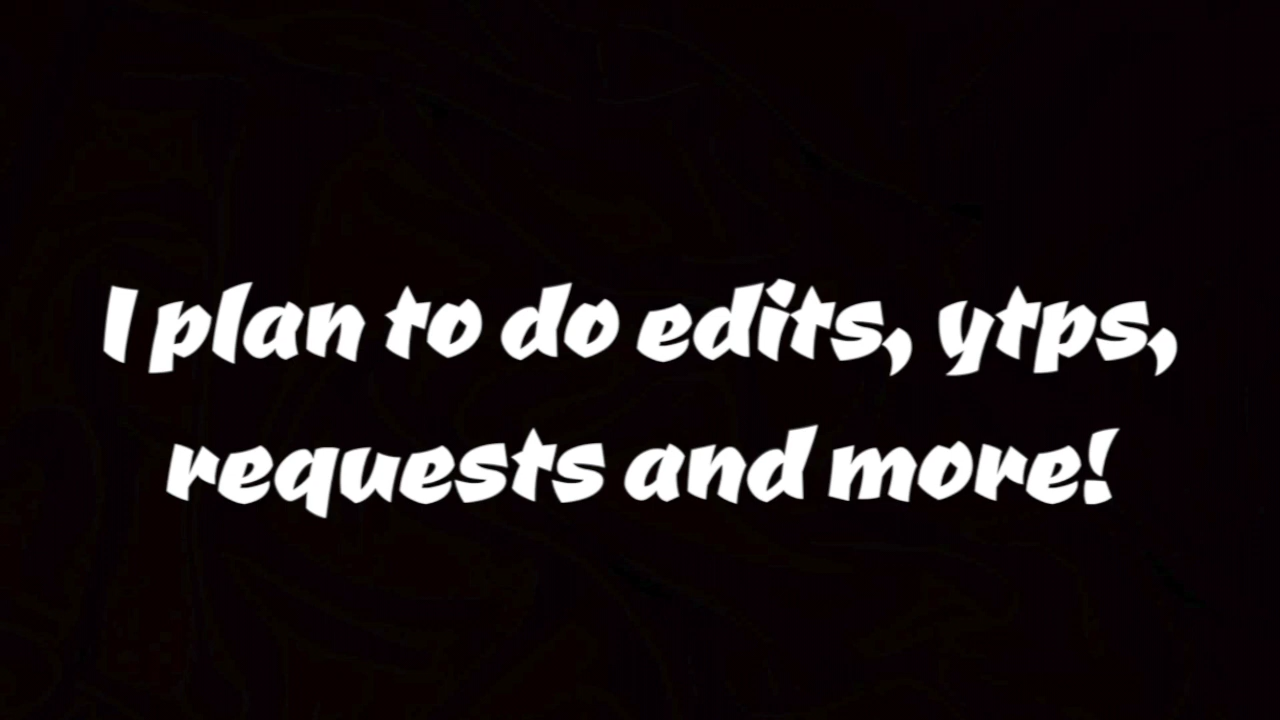 I plan to do edits, ytps,
requests and more!